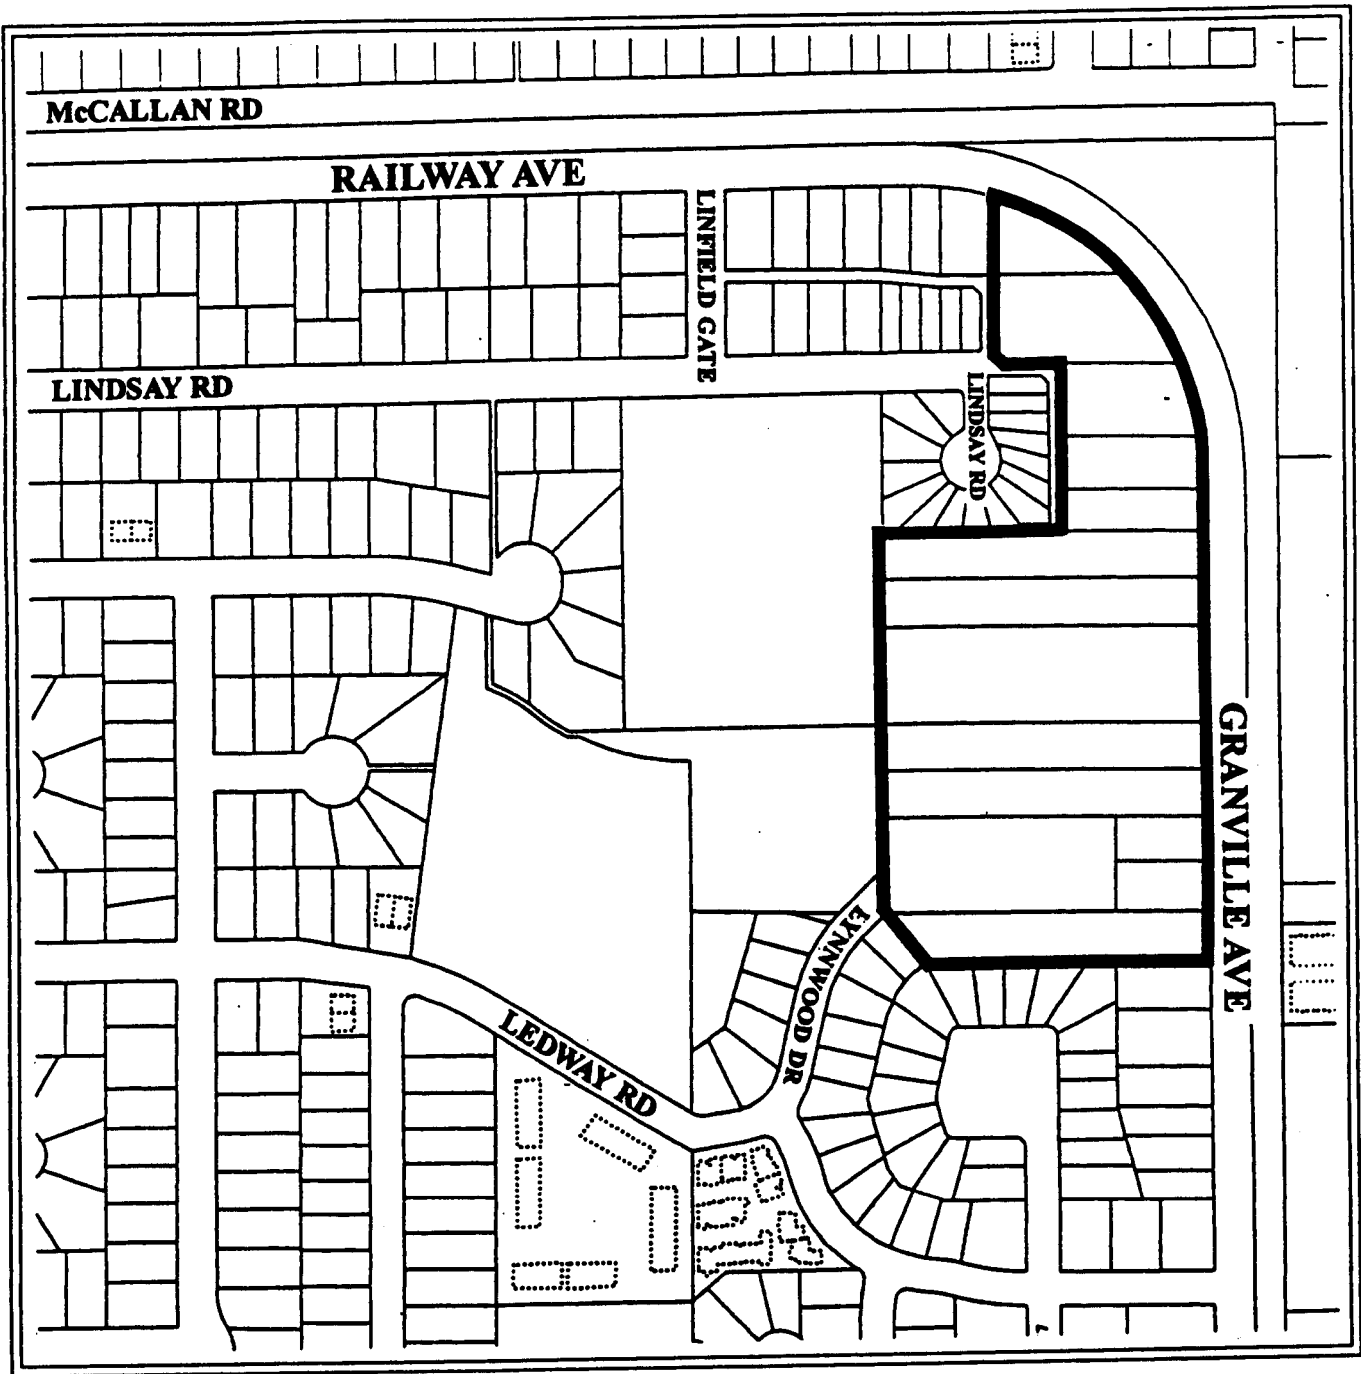 McCALLAN RD
RAILWAY AVE
LINFIELD GATE
LINDSAY RD
LINDSAY RD
GRANVILLE AVE
LYNNWOOD DR
LEDWAY RD